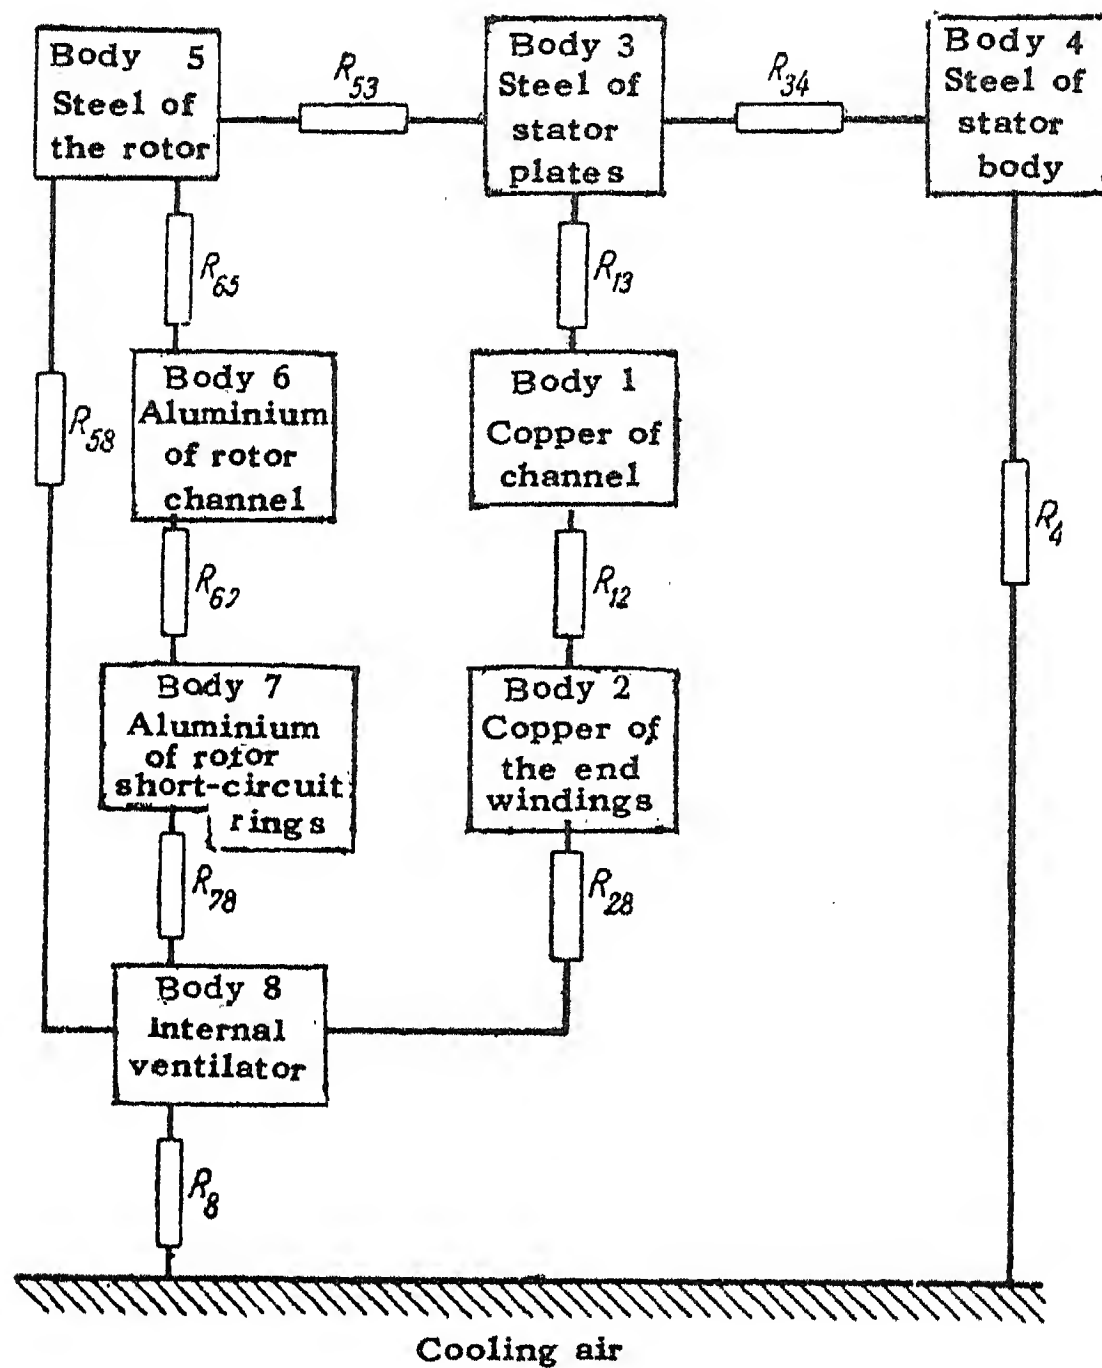 Body 5
Steel of
the rotor
R53
Body 3
Steel of
stator
plates
R34
Body 4
Steel of
stator
body
R65
R13
R58
Body 6
Aluminium
of rotor
channel
Body 1
Copper of
channel
R4
R67
R12
Body 7
Aluminium
of rotor
short-circuit
rings
Body 2
Copper of
the end
windings
R78
R28
Body 8
Internal
ventilator
R8
Cooling air